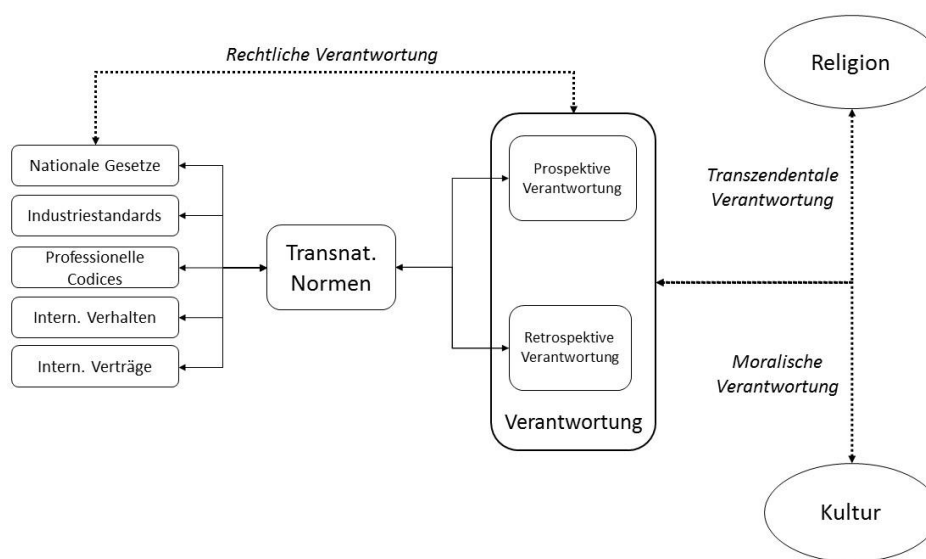 Rechtliche Verantwortung
Religion
Nationale Gesetze
Industriestandards
Professionelle
Codices
Intern. Verhalten
Intern. Verträge
Transnat.
Normen
Prospektive
Verantwortung
Retrospektive
Verantwortung
Verantwortung
Transzendentale
Verantwortung
Moralische
Verantwortung
Kultur